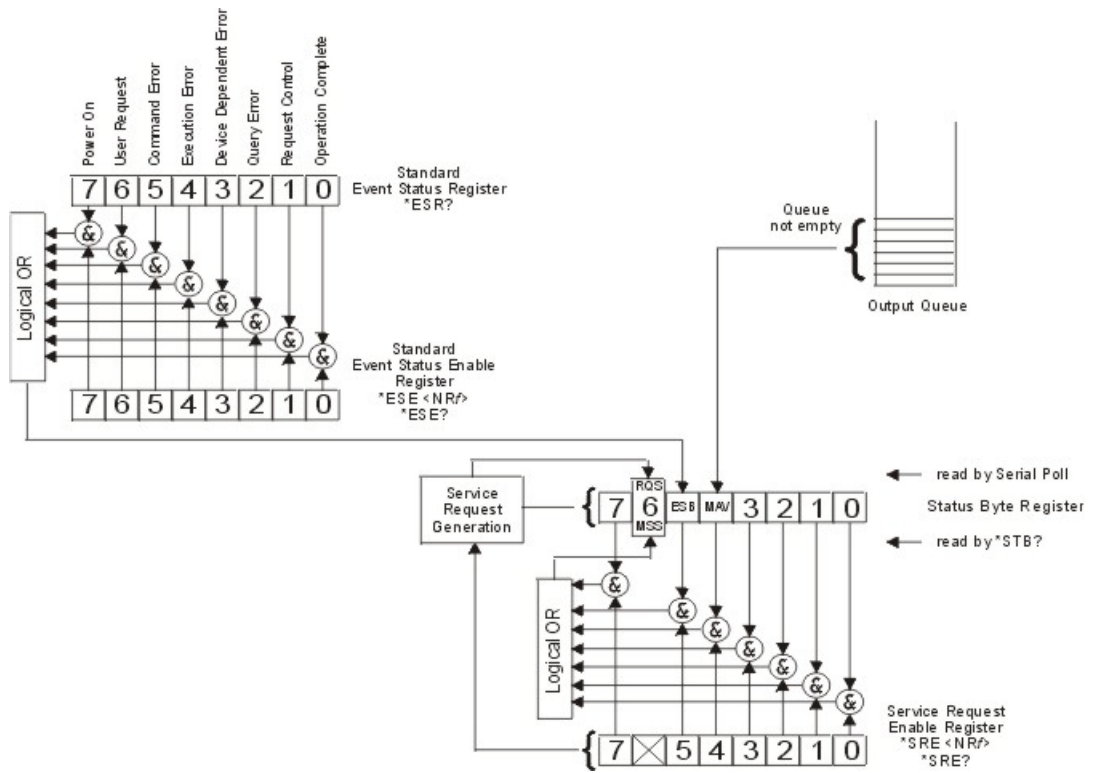 Power On
User Request
Command Error
Execution Error
Device Dependent Error
Query Error
Request Control
Operation Complete
7 6 5 4 3 2 1 0
Standard
Event Status Register
*ESR?
& & & & & & & &
Logical OR
Queue
not empty
Output Queue
Standard
Event Status Enable
Register
*ESE <NRf>
*ESE?
7 6 5 4 3 2 1 0
Service
Request
Generation
RQS
7 6 ESB MAV 3 2 1 0
MSS
read by Serial Poll
Status Byte Register
read by *STB?
& & & & & & &
Logical OR
Service Request
Enable Register
*SRE <NRf>
*SRE?
7 5 4 3 2 1 0